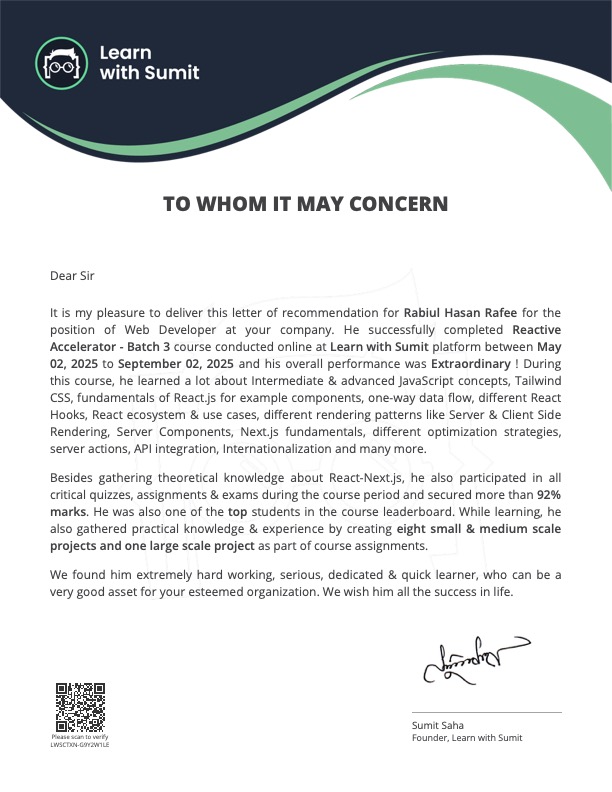 Learn
with Sumit
TO WHOM IT MAY CONCERN
Dear Sir
It is my pleasure to deliver this letter of recommendation for Rabiul Hasan Rafee for the
position of Web Developer at your company. He successfully completed Reactive
Accelerator - Batch 3 course conducted online at Learn with Sumit platform between May
02, 2025 to September 02, 2025 and his overall performance was Extraordinary ! During
this course, he learned a lot about Intermediate & advanced JavaScript concepts, Tailwind
CSS, fundamentals of React.js for example components, one-way data flow, different React
Hooks, React ecosystem & use cases, different rendering patterns like Server & Client Side
Rendering, Server Components, Next.js fundamentals, different optimization strategies,
server actions, API integration, Internationalization and many more.
Besides gathering theoretical knowledge about React-Next.js, he also participated in all
critical quizzes, assignments & exams during the course period and secured more than 92%
marks. He was also one of the top students in the course leaderboard. While learning, he
also gathered practical knowledge & experience by creating eight small & medium scale
projects and one large scale project as part of course assignments.
We found him extremely hard working, serious, dedicated & quick learner, who can be a
very good asset for your esteemed organization. We wish him all the success in life.
Please scan to verify
LWSCTXN-G9Y2W1LE
Sumit Saha
Founder, Learn with Sumit